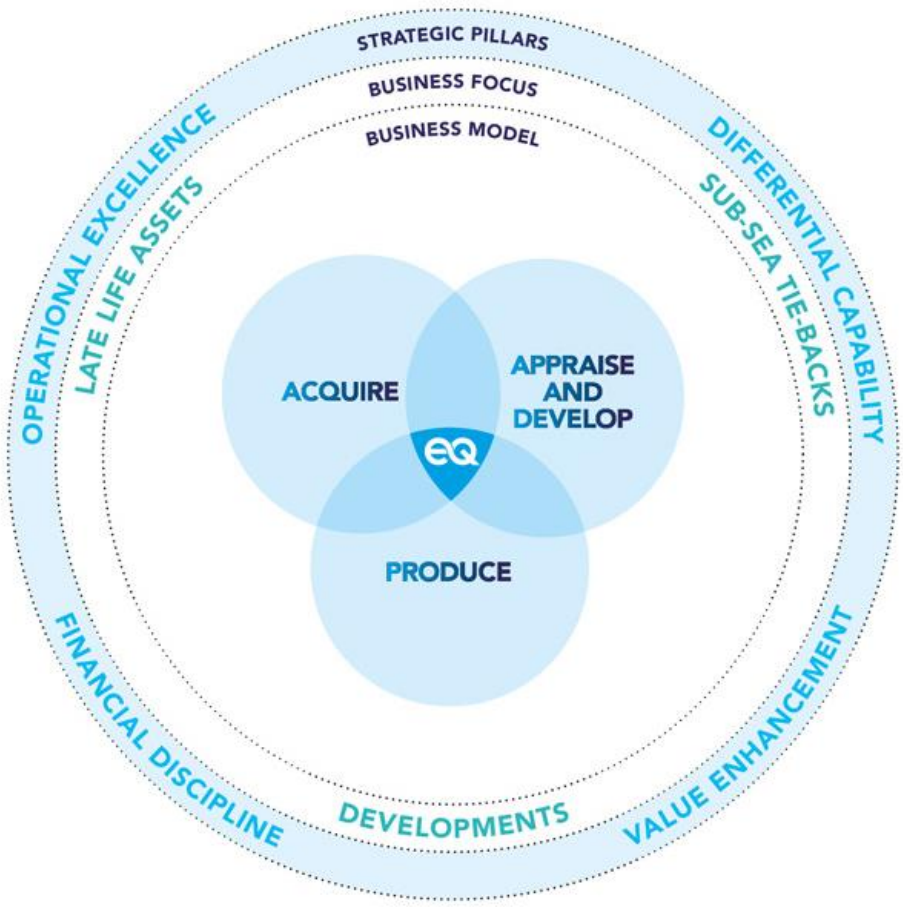 STRATEGIC PILLARS
BUSINESS FOCUS
BUSINESS MODEL
OPERATIONAL EXCELLENCE
DIFFERENTIAL CAPABILITY
LATE LIFE ASSETS
SUB-SEA TIE-BACKS
ACQUIRE
APPRAISE
AND
DEVELOP
eQ
PRODUCE
FINANCIAL DISCIPLINE
VALUE ENHANCEMENT
DEVELOPMENTS